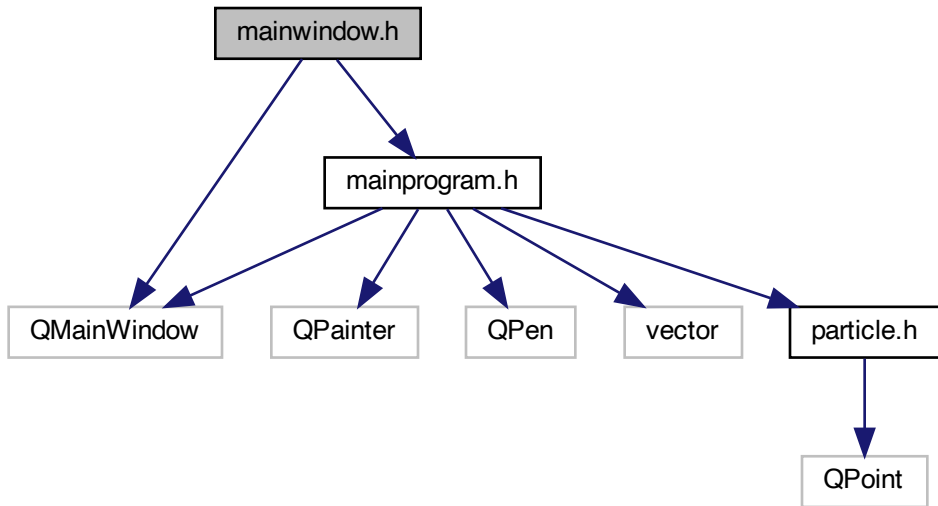 mainwindow.h
mainprogram.h
QMainWindow
QPainter
QPen
vector
particle.h
QPoint